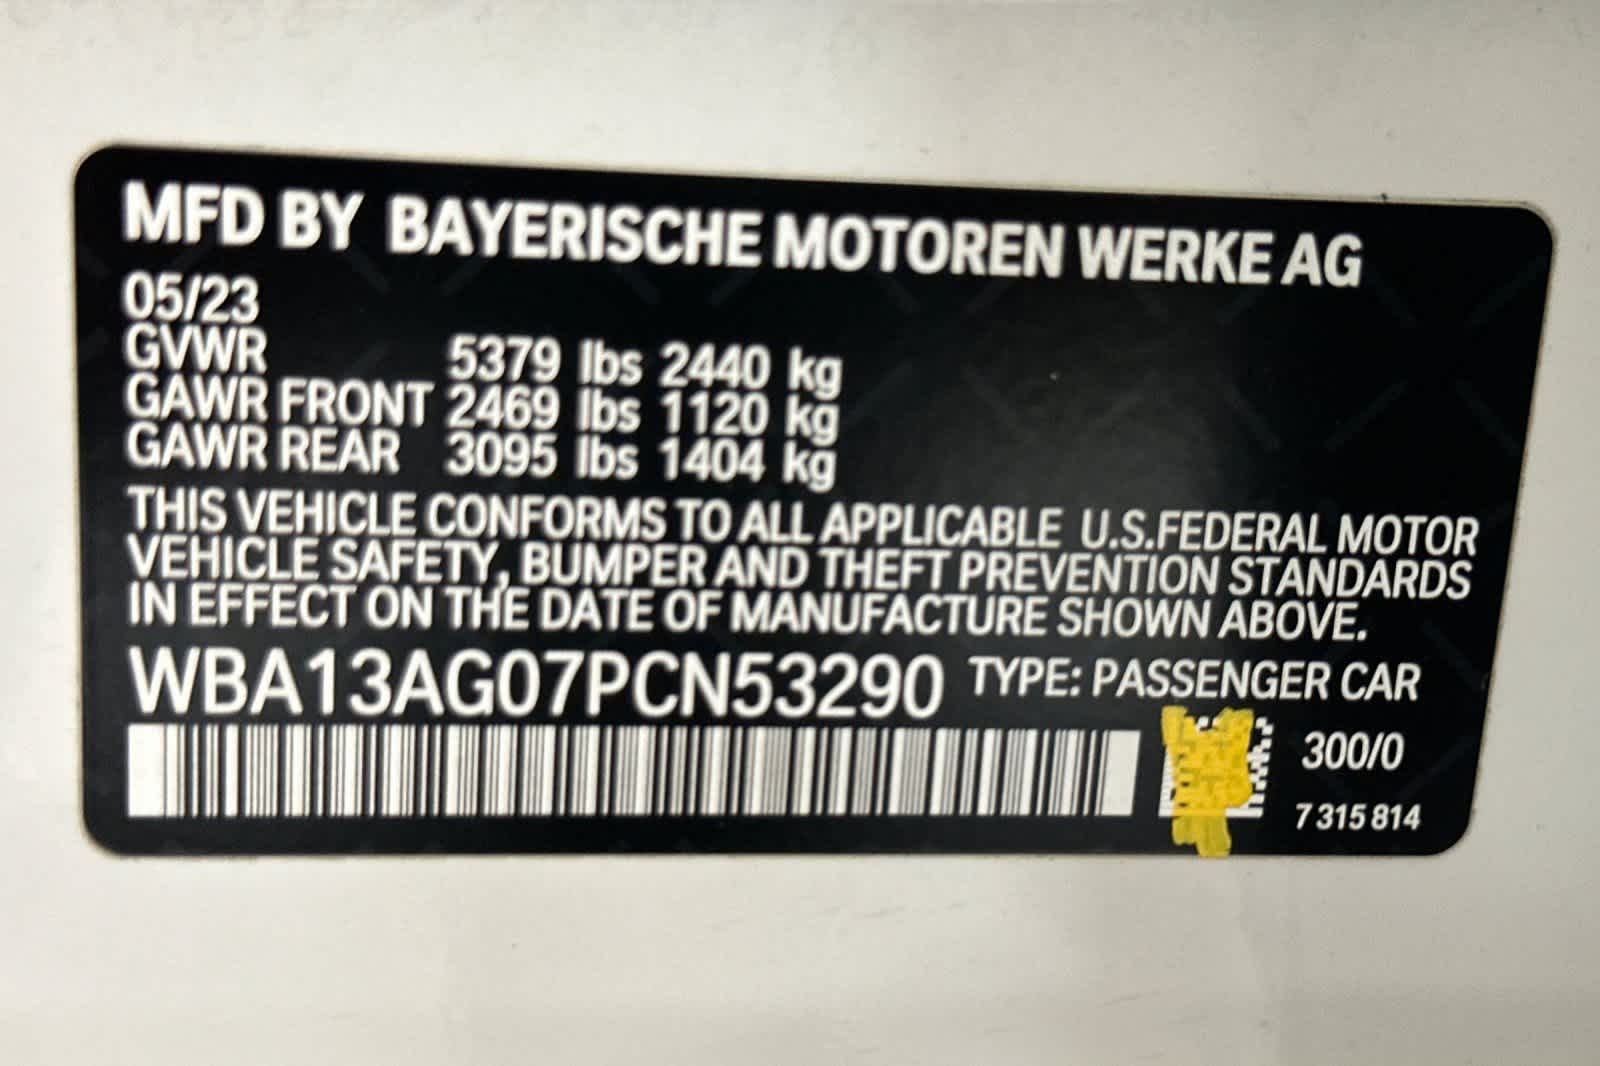 MFD BY BAYERISCHE MOTOREN WERKE AG
05/23
GVWR 5379 lbs 2440 kg
GAWR FRONT 2469 lbs 1120 kg
GAWR REAR 3095 lbs 1404 kg
THIS VEHICLE CONFORMS TO ALL APPLICABLE U.S.FEDERAL MOTOR
VEHICLE SAFETY, BUMPER AND THEFT PREVENTION STANDARDS
IN EFFECT ON THE DATE OF MANUFACTURE SHOWN ABOVE.
WBA13AG07PCN53290 TYPE: PASSENGER CAR
300/0
7 315 814